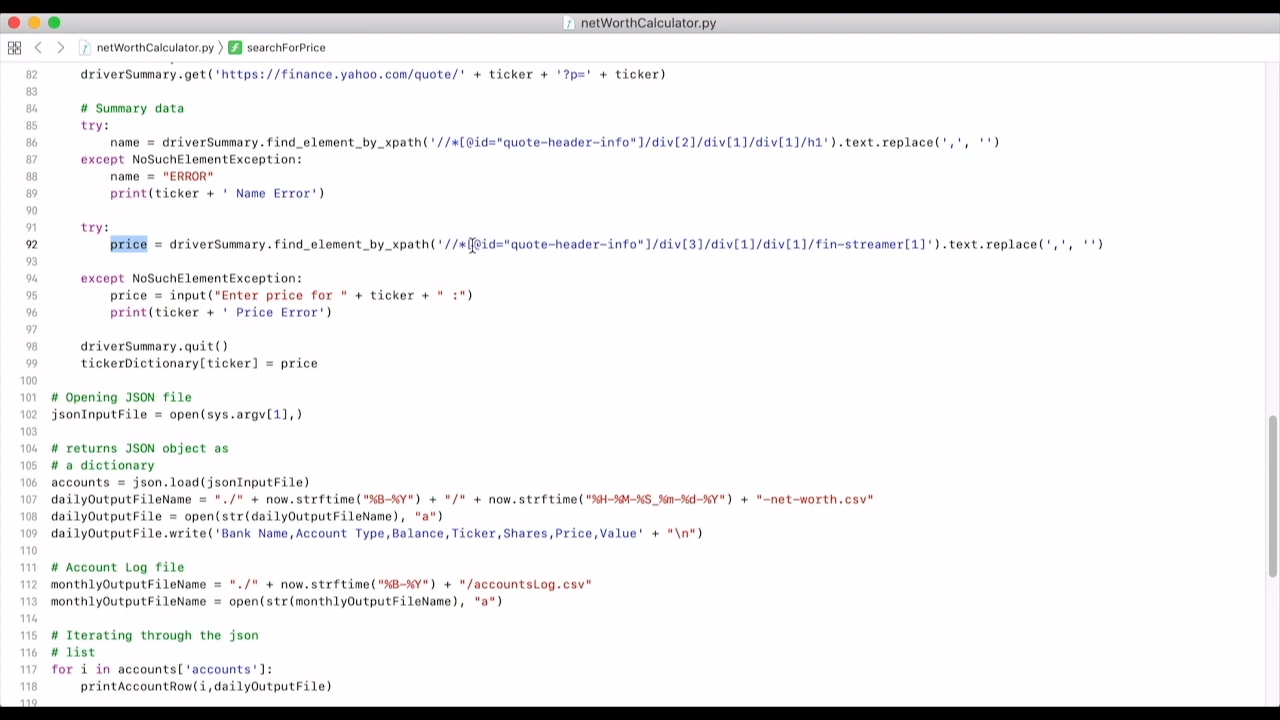 netWorthCalculator.py
netWorthCalculator.py 〉 f searchForPrice
82 driverSummary.get('https://finance.yahoo.com/quote/' + ticker + '?p=' + ticker)
83
84 # Summary data
85 try:
86 name = driverSummary.find_element_by_xpath('//*[@id="quote-header-info"]/div[2]/div[1]/div[1]/h1').text.replace(',', '')
87 except NoSuchElementException:
88 name = "ERROR"
89 print(ticker + ' Name Error')
90
91 try:
92 price = driverSummary.find_element_by_xpath('//*[@id="quote-header-info"]/div[3]/div[1]/div[1]/fin-streamer[1]').text.replace(',', '')
93
94 except NoSuchElementException:
95 price = input("Enter price for " + ticker + " :")
96 print(ticker + ' Price Error')
97
98 driverSummary.quit()
99 tickerDictionary[ticker] = price
100
101 # Opening JSON file
102 jsonInputFile = open(sys.argv[1],)
103
104 # returns JSON object as
105 # a dictionary
106 accounts = json.load(jsonInputFile)
107 dailyOutputFileName = "./" + now.strftime("%B-%Y") + "/" + now.strftime("%H-%M-%S_%m-%d-%Y") + "-net-worth.csv"
108 dailyOutputFile = open(str(dailyOutputFileName), "a")
109 dailyOutputFile.write('Bank Name,Account Type,Balance,Ticker,Shares,Price,Value' + "\n")
110
111 # Account Log file
112 monthlyOutputFileName = "./" + now.strftime("%B-%Y") + "/accountsLog.csv"
113 monthlyOutputFileName = open(str(monthlyOutputFileName), "a")
114
115 # Iterating through the json
116 # list
117 for i in accounts['accounts']:
118 printAccountRow(i,dailyOutputFile)
119